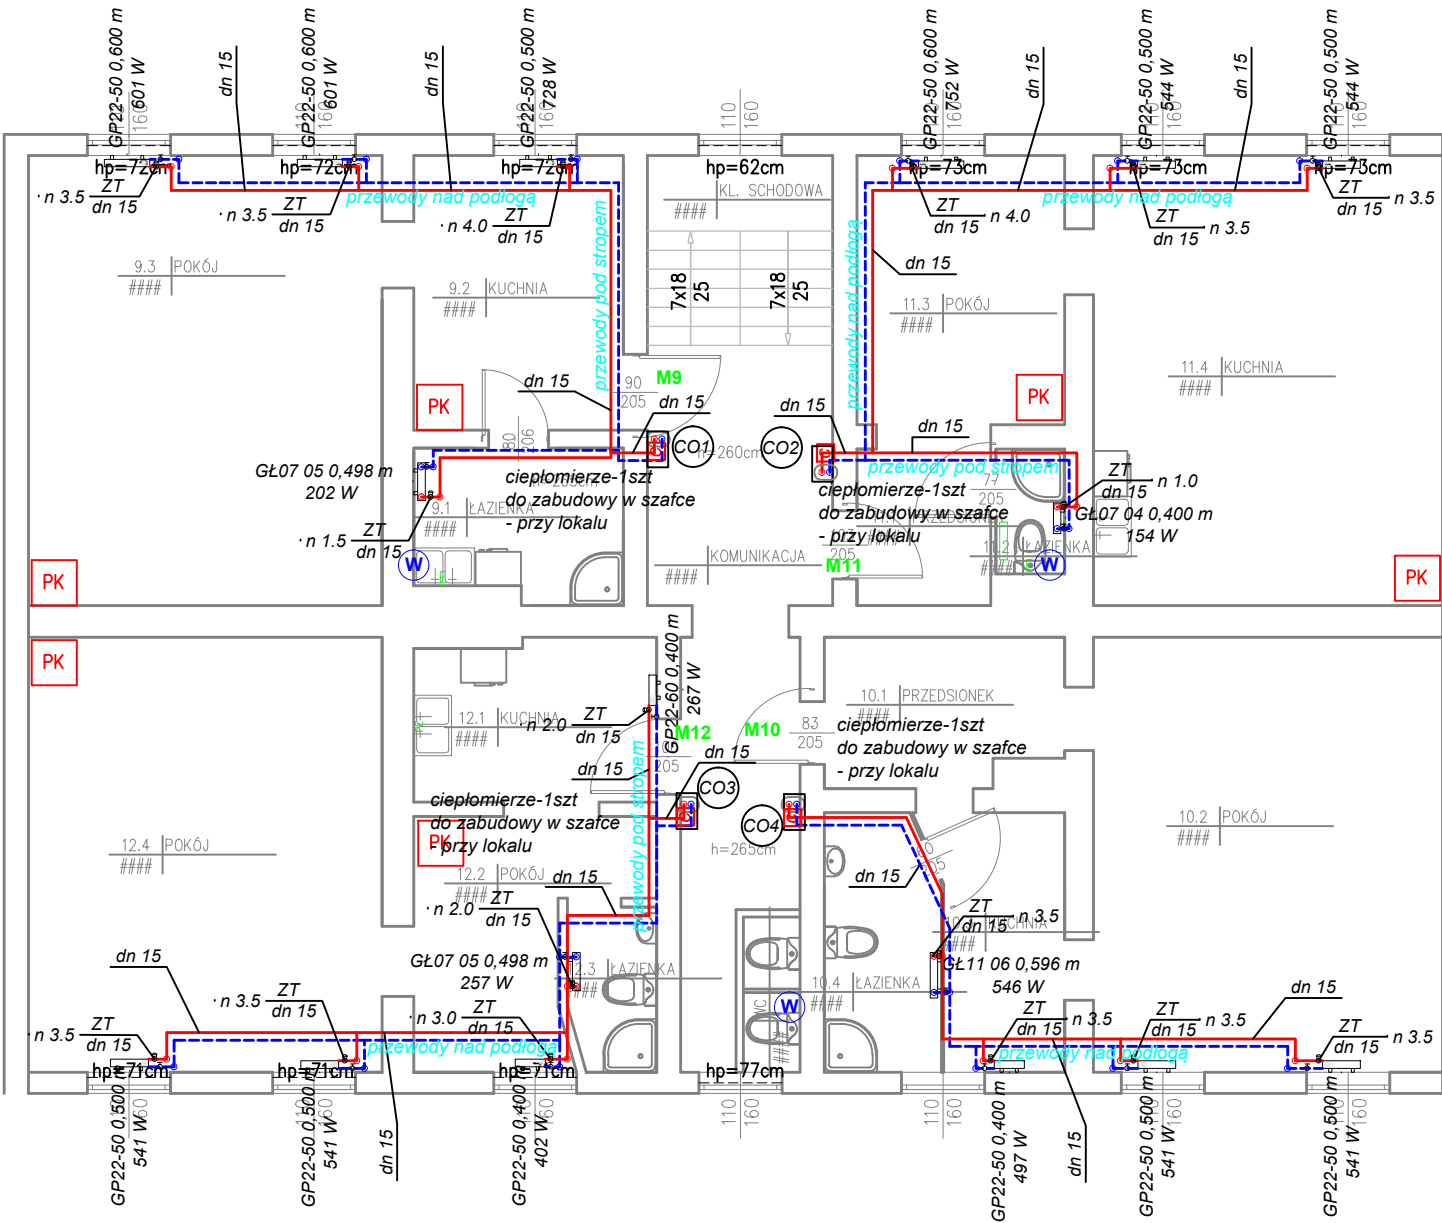 GP22-50 0,600 m
601 W
dn 15
GP22-50 0,600 m
601 W
dn 15
GP22-50 0,500 m
728 W
110
160
GP22-50 0,600 m
752 W
dn 15
GP22-50 0,500 m
544 W
dn 15
GP22-50 0,500 m
544 W
hp=72cm
hp=72cm
hp=72cm
hp=62cm
hp=73cm
hp=73cm
hp=73cm
· n 3.5
ZT
dn 15
· n 3.5
ZT
dn 15
· n 4.0
ZT
dn 15
ZT
dn 15
· n 4.0
ZT
dn 15
· n 3.5
ZT
dn 15
· n 3.5
przewody nad podłogą
przewody nad podłogą
KL. SCHODOWA
####
9.3 POKÓJ
####
9.2 KUCHNIA
####
przewody pod stropem
7x18
25
7x18
25
przewody nad podłogą
dn 15
11.3 POKÓJ
####
11.4 KUCHNIA
####
PK
dn 15
90
205
M9
dn 15
dn 15
dn 15
PK
80
206
CO1
h=260cm
CO2
przewody pod stropem
GŁ07 05 0,498 m
202 W
ciepłomierze-1szt
do zabudowy w szafce
- przy lokalu
9.1 ŁAZIENKA
####
· n 1.5
ZT
dn 15
ciepłomierze-1szt
do zabudowy w szafce
- przy lokalu
77
205
ZT
dn 15
· n 1.0
GŁ07 04 0,400 m
154 W
205
11.2 ŁAZIENKA
####
KOMUNIKACJA
####
M11
W
W
PK
PK
PK
GP22-60 0,400 m
267 W
12.1 KUCHNIA
####
· n 2.0
ZT
dn 15
M12
M10
205
83
205
10.1 PRZEDSIONEK
####
ciepłomierze-1szt
do zabudowy w szafce
- przy lokalu
dn 15
dn 15
przewody pod stropem
CO3
CO4
ciepłomierze-1szt
do zabudowy w szafce
- przy lokalu
PK
h=265cm
12.4 POKÓJ
####
10.2 POKÓJ
####
12.2 POKÓJ
####
dn 15
dn 15
· n 2.0
ZT
dn 15
ZT
dn 15
· n 3.5
KUCHNIA
####
dn 15
GŁ07 05 0,498 m
257 W
12.3 ŁAZIENKA
GŁ11 06 0,596 m
546 W
10.4 ŁAZIENKA
####
W
WC
· n 3.5
ZT
dn 15
· n 3.5
ZT
dn 15
· n 3.0
ZT
dn 15
ZT
dn 15
· n 3.5
ZT
dn 15
· n 3.5
dn 15
ZT
dn 15
· n 3.5
przewody nad podłogą
przewody nad podłogą
hp=71cm
hp=71cm
hp=71cm
hp=77cm
GP22-50 0,500 m
541 W
GP22-50 0,500 m
541 W
dn 15
GP22-50 0,400 m
402 W
110
160
110
160
GP22-50 0,400 m
497 W
dn 15
GP22-50 0,500 m
541 W
GP22-50 0,500 m
541 W